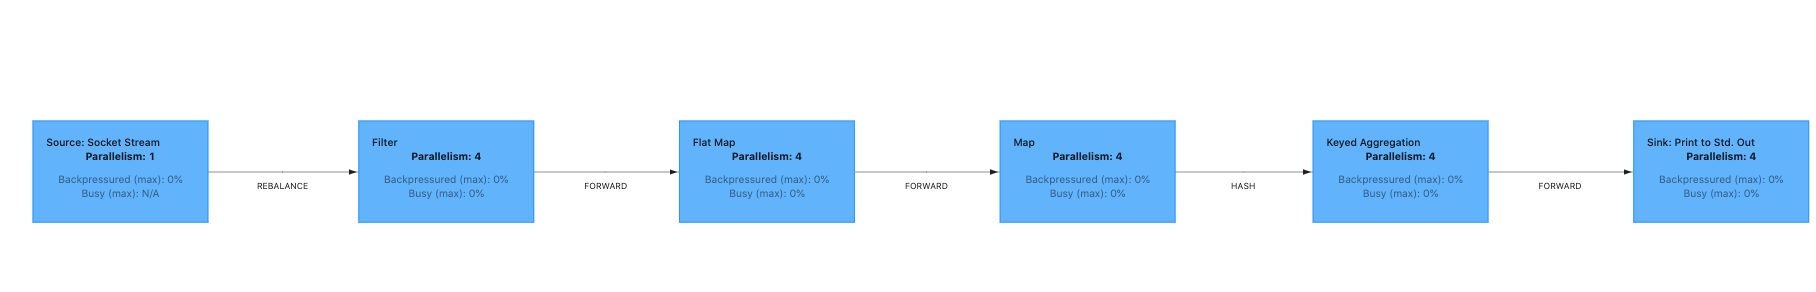 Source: Socket Stream
Parallelism: 1
Backpressured (max): 0%
Busy (max): N/A
REBALANCE
Filter
Parallelism: 4
Backpressured (max): 0%
Busy (max): 0%
FORWARD
Flat Map
Parallelism: 4
Backpressured (max): 0%
Busy (max): 0%
FORWARD
Map
Parallelism: 4
Backpressured (max): 0%
Busy (max): 0%
HASH
Keyed Aggregation
Parallelism: 4
Backpressured (max): 0%
Busy (max): 0%
FORWARD
Sink: Print to Std. Out
Parallelism: 4
Backpressured (max): 0%
Busy (max): 0%